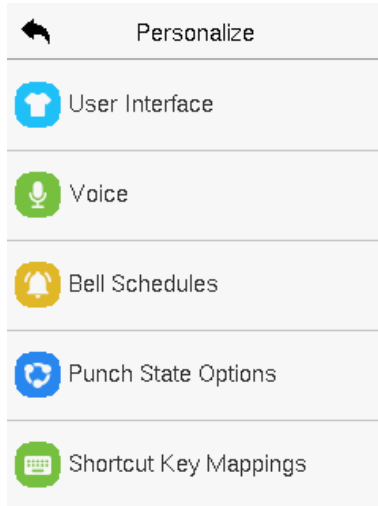 Personalize
User Interface
Voice
Bell Schedules
Punch State Options
Shortcut Key Mappings